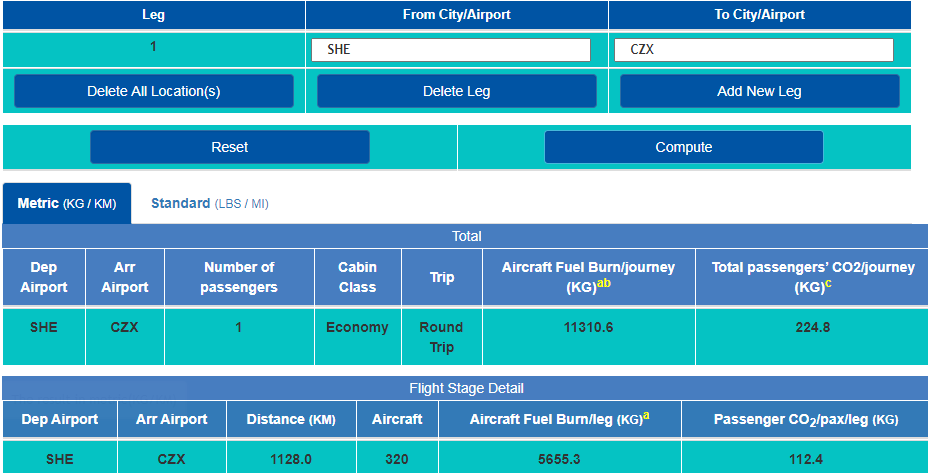 Leg From City/Airport To City/Airport
1 SHE CZX
Delete All Location(s) Delete Leg Add New Leg
Reset Compute
Metric (KG / KM) Standard (LBS / MI)
Total
Dep Airport Arr Airport Number of passengers Cabin Class Trip Aircraft Fuel Burn/journey (KG)ab Total passengers’ CO2/journey (KG)c
SHE CZX 1 Economy Round Trip 11310.6 224.8
Flight Stage Detail
Dep Airport Arr Airport Distance (KM) Aircraft Aircraft Fuel Burn/leg (KG)a Passenger CO2/pax/leg (KG)
SHE CZX 1128.0 320 5655.3 112.4